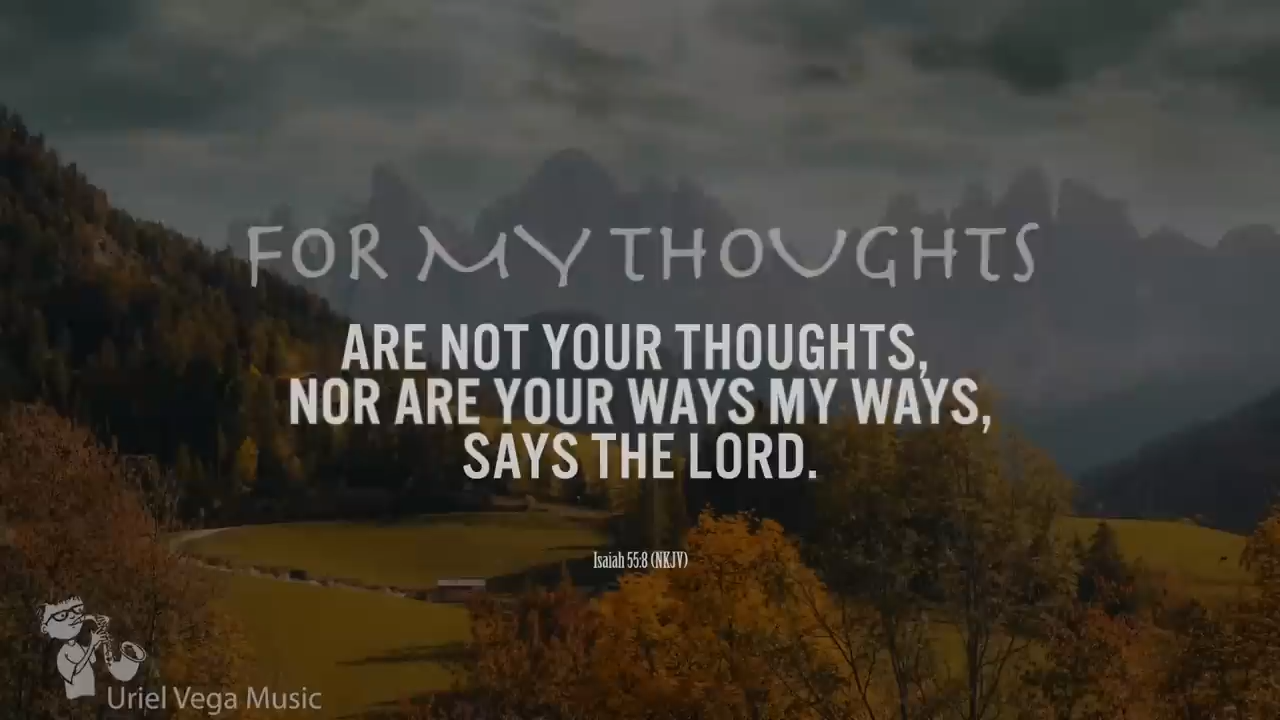 FOR MY THOUGHTS
ARE NOT YOUR THOUGHTS,
NOR ARE YOUR WAYS MY WAYS,
SAYS THE LORD.
Isaiah 55:8 (NKJV)
Uriel Vega Music